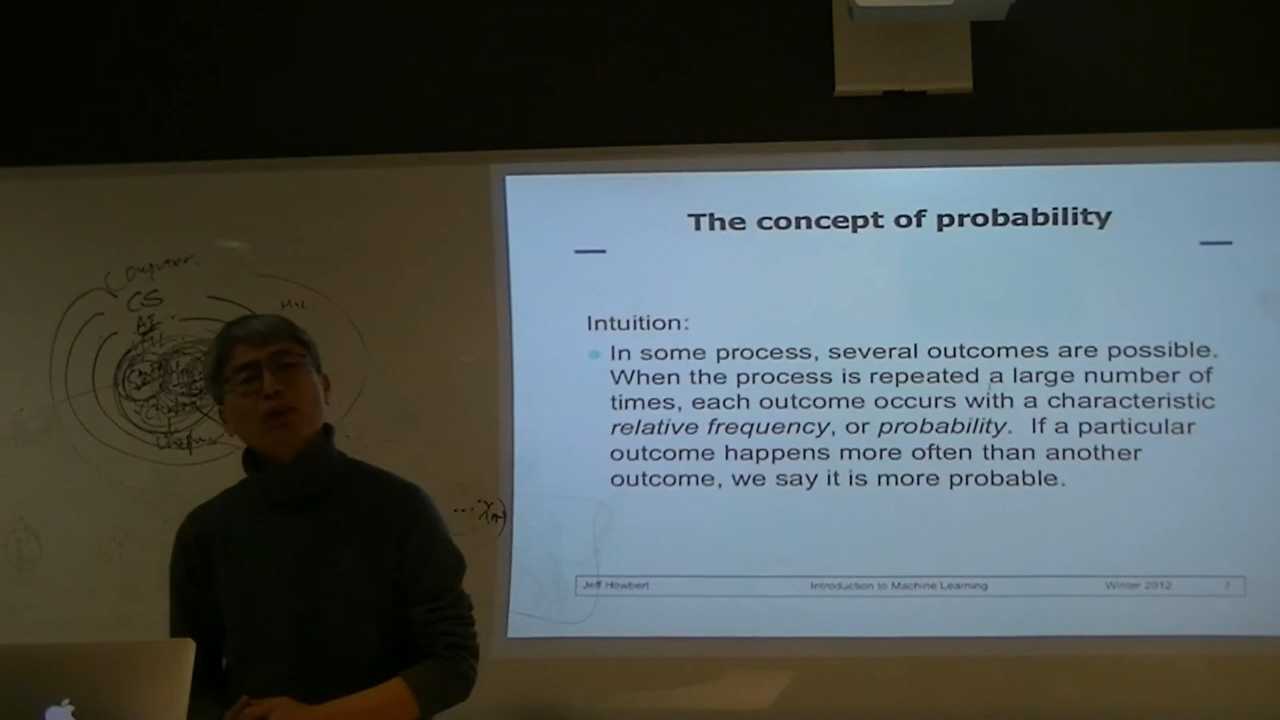 Computer.
CS
AI
The concept of probability
Intuition:
In some process, several outcomes are possible.
When the process is repeated a large number of
times, each outcome occurs with a characteristic
relative frequency, or probability. If a particular
outcome happens more often than another
outcome, we say it is more probable.
Jeff Howbert Introduction to Machine Learning Winter 2012 7